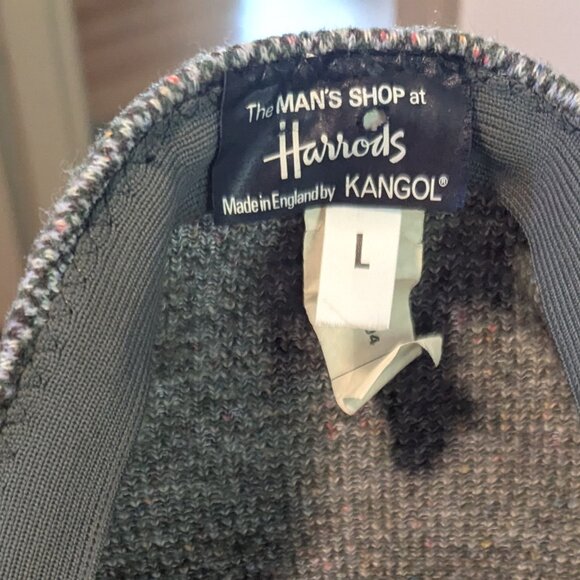 The MAN'S SHOP at
Harrods
Made in England by KANGOL®
L